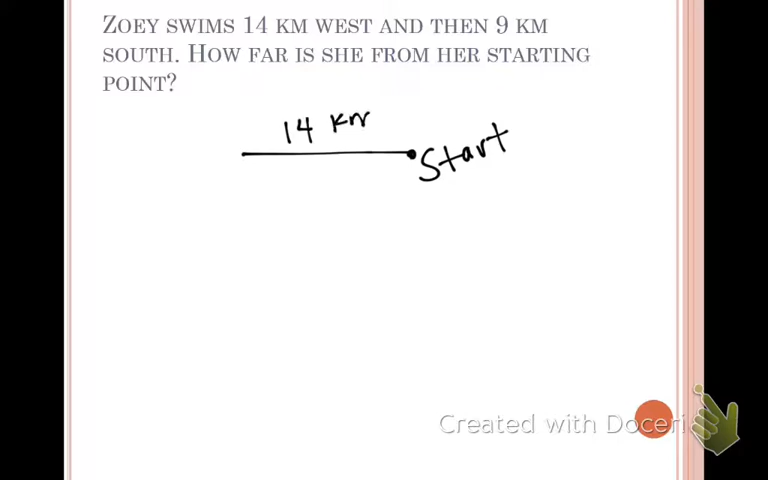 ZOEY SWIMS 14 KM WEST AND THEN 9 KM
SOUTH. HOW FAR IS SHE FROM HER STARTING
POINT?
14 km
Start
Created with Doceri